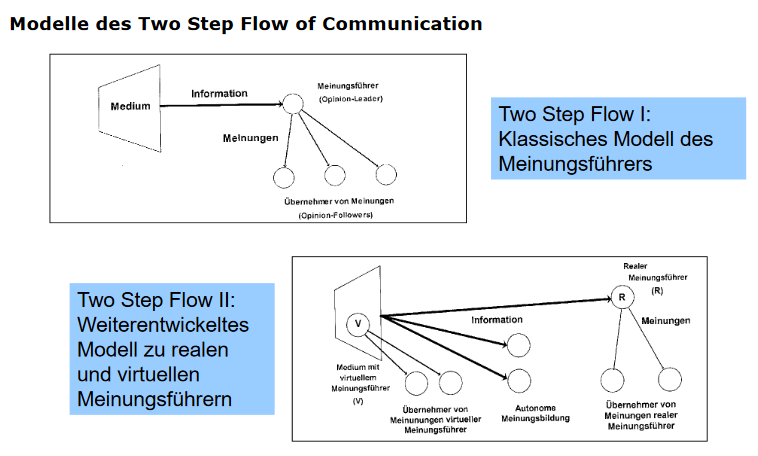 Modelle des Two Step Flow of Communication
Medium
Information
Meinungsführer
(Opinion-Leader)
Meinungen
Übernehmer von Meinungen
(Opinion-Followers)
Two Step Flow I:
Klassisches Modell des
Meinungsführers
Two Step Flow II:
Weiterentwickeltes
Modell zu realen
und virtuellen
Meinungsführern
V
Medium mit
virtuellem
Meinungsführer
(V)
Information
Realer
Meinungsführer
(R)
R
Meinungen
Übernehmer von
Meinunungen virtueller
Meinungsführer
Autonome
Meinungsbildung
Übernehmer von
Meinungen realer
Meinungsführer